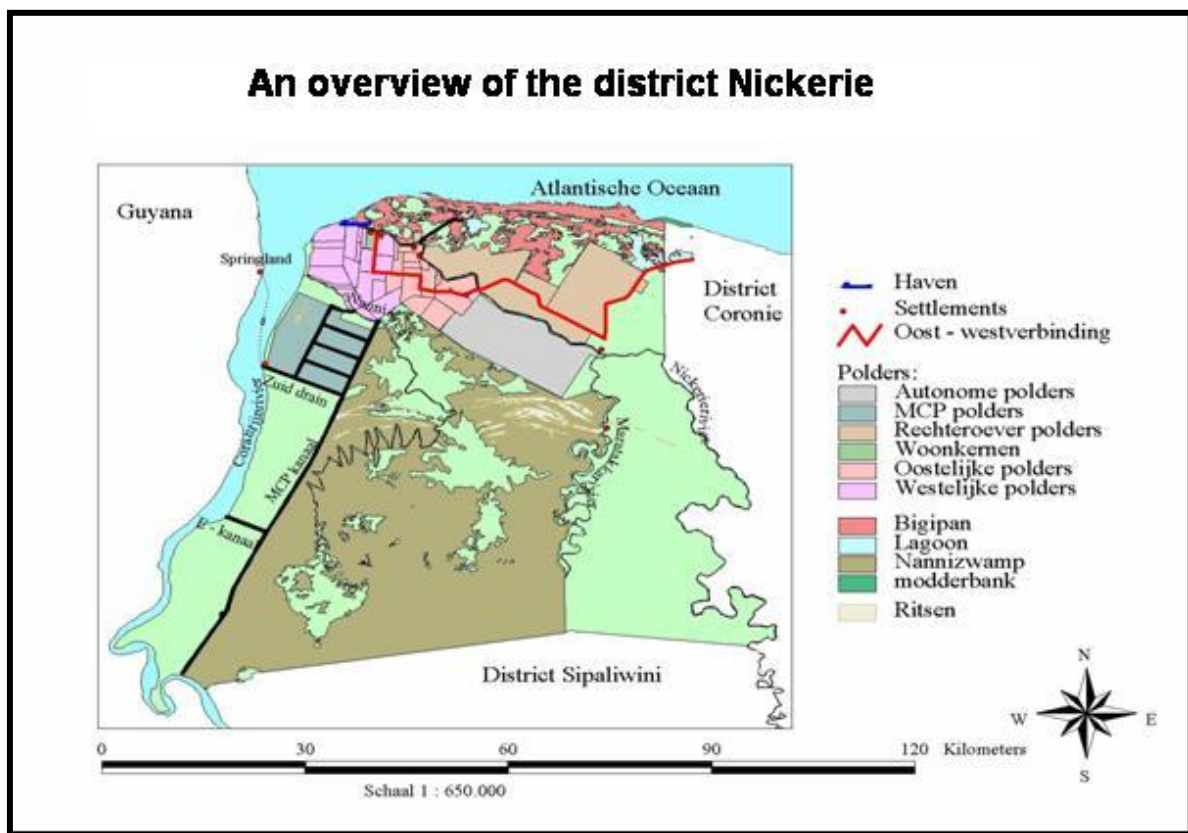 An overview of the district Nickerie
Atlantische Oceaan
Guyana
Springland
District
Coronie
Wanni
Zuid drain
Corantijnrivier
MCP kanaal
E - kanaal
Nickerierivier
District Sipaliwini
Haven
Settlements
Oost - westverbinding
Polders:
Autonome polders
MCP polders
Rechteroever polders
Woonkernen
Oostelijke polders
Westelijke polders
Bigipan
Lagoon
Nannizwamp
modderbank
Ritsen
N
W
E
S
0
30
60
90
120
Kilometers
Schaal 1 : 650.000